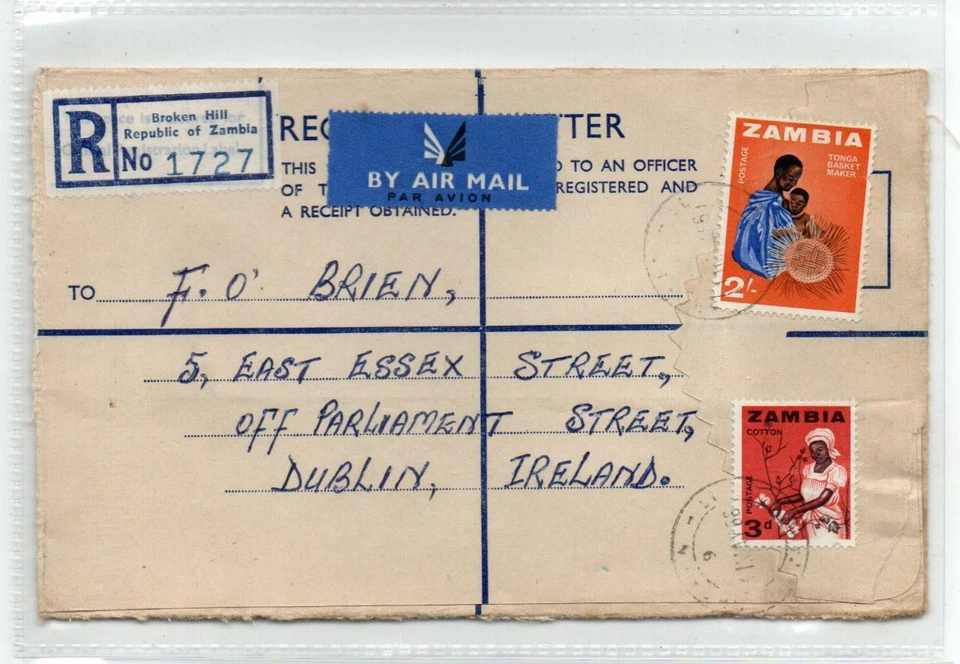 R
Broken Hill
Republic of Zambia
No 1727
REG
TTER
BY AIR MAIL
PAR AVION
THIS
D TO AN OFFICER
OF T
REGISTERED AND
A RECEIPT OBTAINED.
ZAMBIA
POSTAGE
TONGA
BASKET
MAKER
2/-
TO F. O' BRIEN,
5, EAST ESSEX STREET,
OFF PARLIAMENT STREET,
DUBLIN, IRELAND.
ZAMBIA
COTTON
POSTAGE
3d